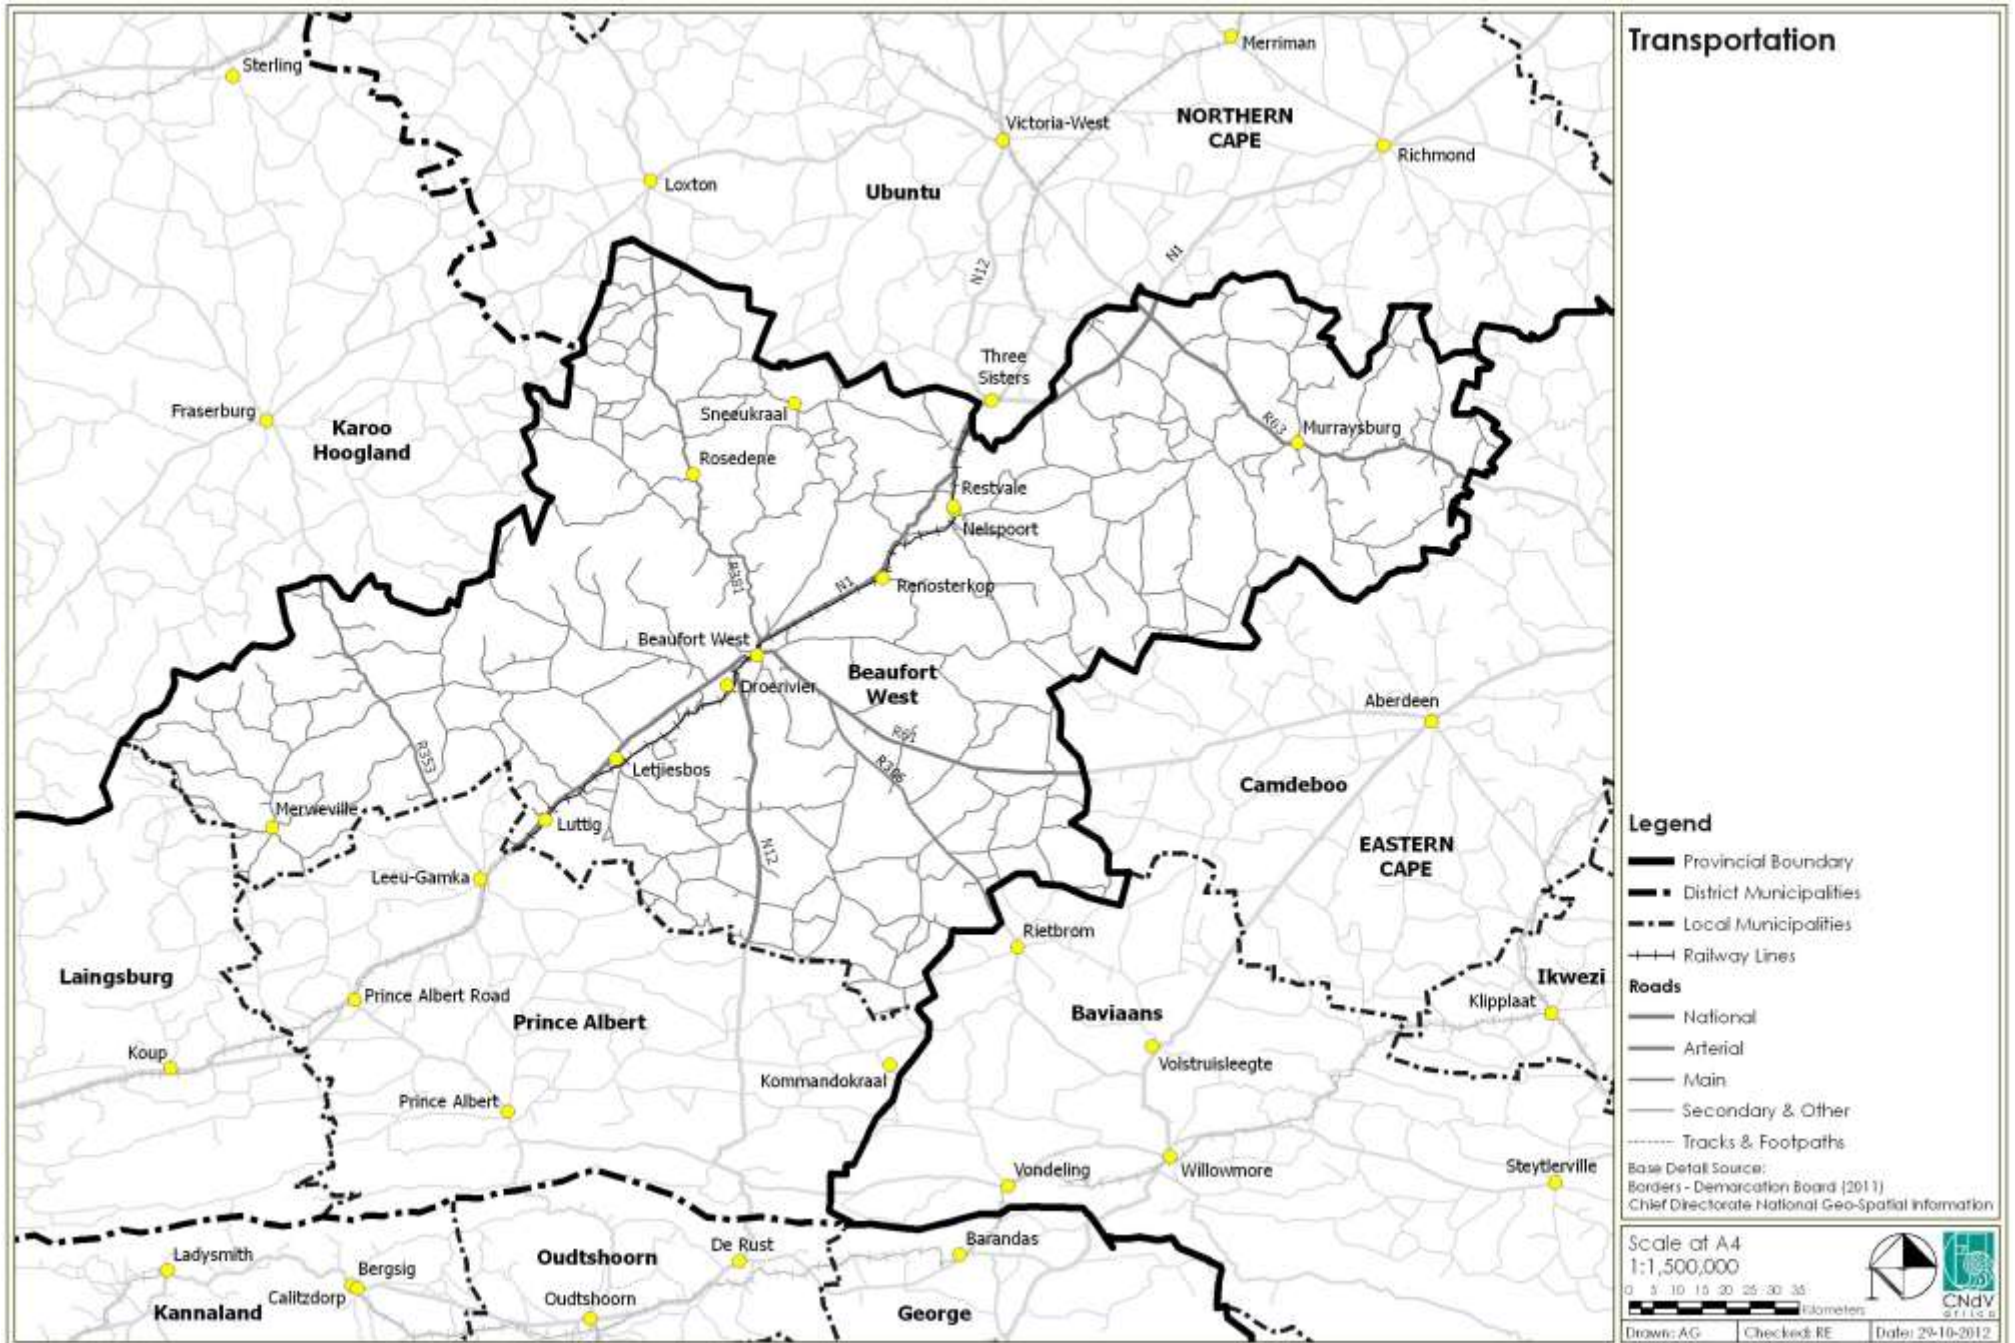 Transportation
Sterling
Merriman
Victoria-West
NORTHERN
CAPE
Richmond
Loxton
Ubuntu
N1
N12
Three
Sisters
Fraserburg
Karoo
Hoogland
Sneeukraal
R63
Murraysburg
Rosedene
Restvale
Nelspoort
R381
N1
Renosterkop
Beaufort West
Beaufort
West
Droerivier
Aberdeen
R61
R353
Letjiesbos
R306
Camdeboo
Merweville
Luttig
N12
EASTERN
CAPE
Leeu-Gamka
Rietbrom
Laingsburg
Ikwezi
Prince Albert Road
Klipplaat
Prince Albert
Baviaans
Koup
Volstruisleegte
Kommandokraal
Prince Albert
Vondeling
Willowmore
Steytlerville
Ladysmith
Oudtshoorn
De Rust
Barandas
Bergsig
Calitzdorp
Oudtshoorn
Kannaland
George
Legend
Provincial Boundary
District Municipalities
Local Municipalities
Railway Lines
Roads
National
Arterial
Main
Secondary & Other
Tracks & Footpaths
Base Detail Source:
Borders - Demarcation Board (2011)
Chief Directorate National Geo-Spatial Information
Scale at A4
1:1,500,000
0 5 10 15 20 25 30 35
Kilometers
CNdV
africa
Drawn: AG
Checked: RE
Date: 29-10-2012